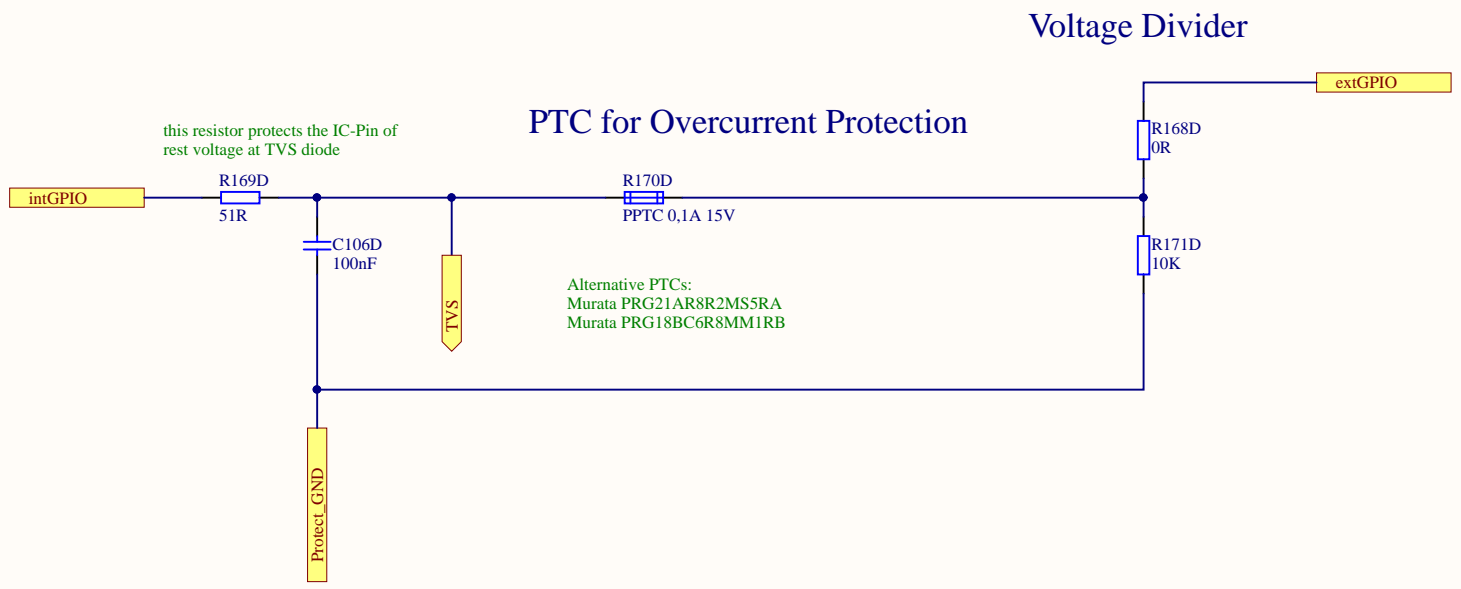 Voltage Divider
extGPIO
PTC for Overcurrent Protection
this resistor protects the IC-Pin of
rest voltage at TVS diode
R168D
0R
R169D
intGPIO
51R
R170D
PPTC 0,1A 15V
C106D
100nF
R171D
10K
TVS
Alternative PTCs:
Murata PRG21AR8R2MS5RA
Murata PRG18BC6R8MM1RB
Protect_GND